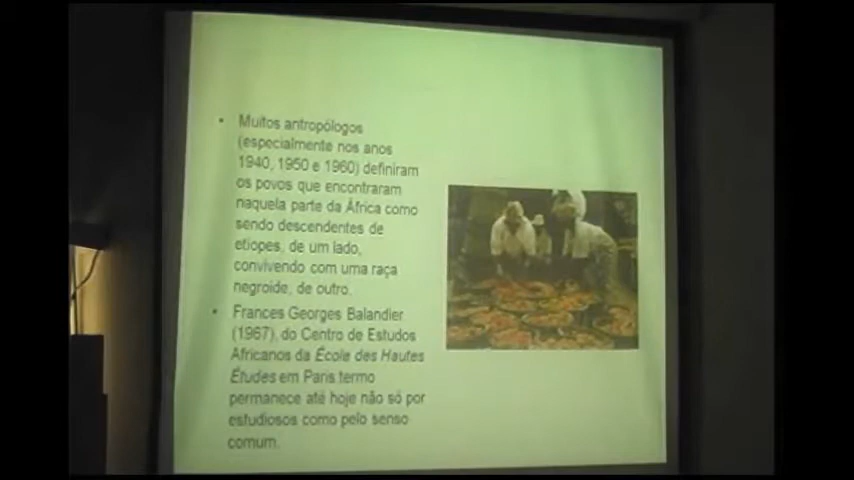 • Muitos antropólogos
(especialmente nos anos
1940, 1950 e 1960) definiram
os povos que encontraram
naquela parte da África como
sendo descendentes de
etíopes, de um lado,
convivendo com uma raça
negroide, de outro.
• Frances Georges Balandier
(1967), do Centro de Estudos
Africanos da École des Hautes
Études em Paris.termo
permanece até hoje não só por
estudiosos como pelo senso
comum.